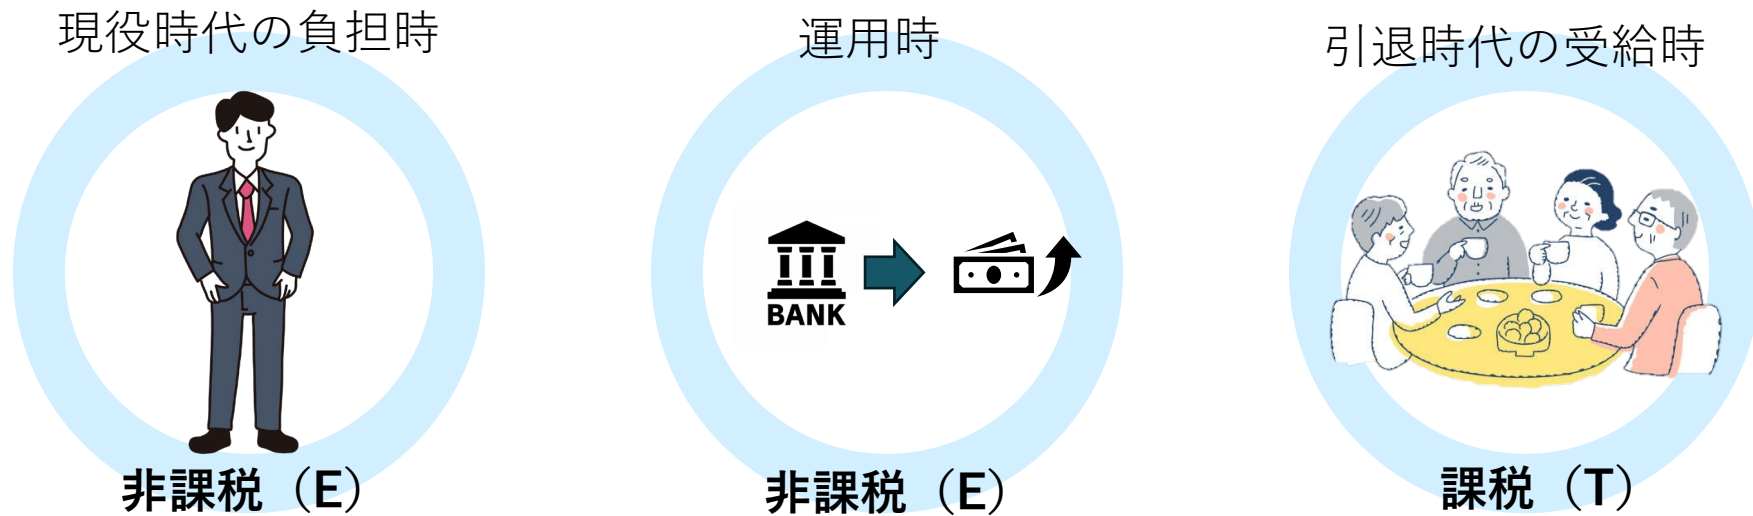 現役時代の負担時
運用時
引退時代の受給時
BANK
非課税（E）
非課税（E）
課税（T）